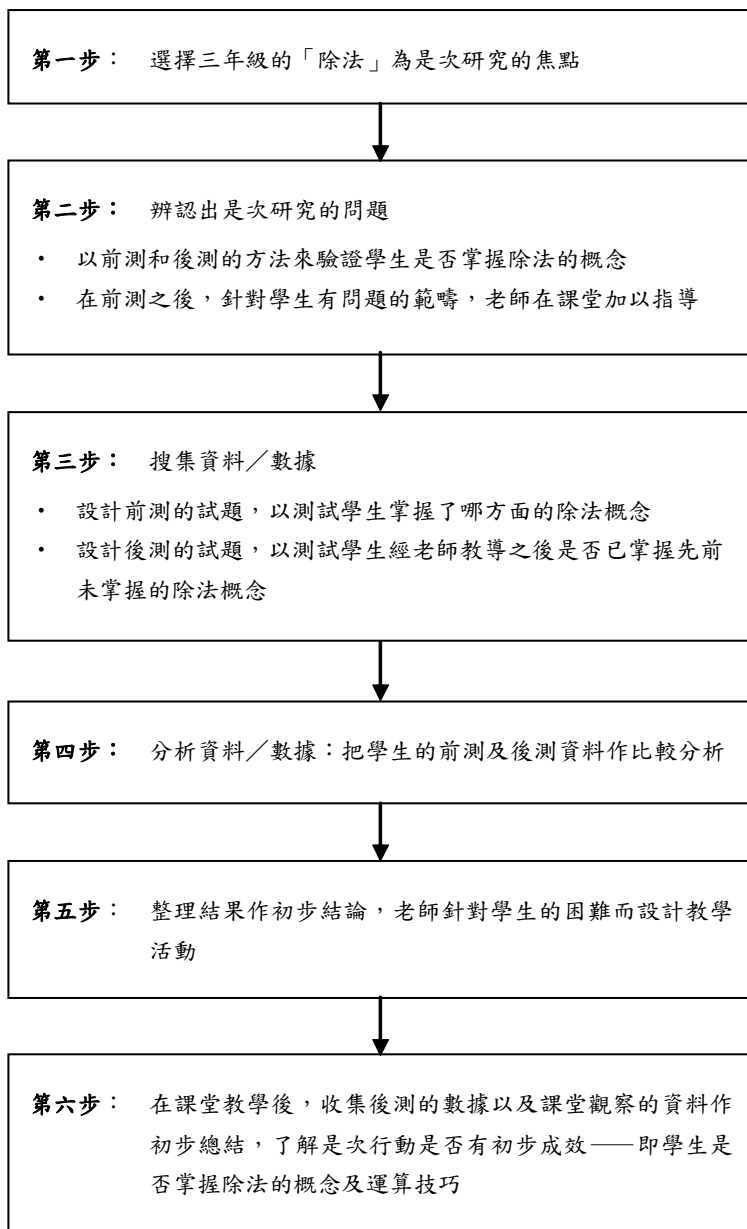 第一步： 選擇三年級的「除法」為是次研究的焦點
第二步： 辨認出是次研究的問題
• 以前測和後測的方法來驗證學生是否掌握除法的概念
• 在前測之後，針對學生有問題的範疇，老師在課堂加以指導
第三步： 搜集資料／數據
• 設計前測的試題，以測試學生掌握了哪方面的除法概念
• 設計後測的試題，以測試學生經老師教導之後是否已掌握先前
未掌握的除法概念
第四步： 分析資料／數據：把學生的前測及後測資料作比較分析
第五步： 整理結果作初步結論，老師針對學生的困難而設計教學
活動
第六步： 在課堂教學後，收集後測的數據以及課堂觀察的資料作
初步總結，了解是次行動是否有初步成效——即學生是
否掌握除法的概念及運算技巧